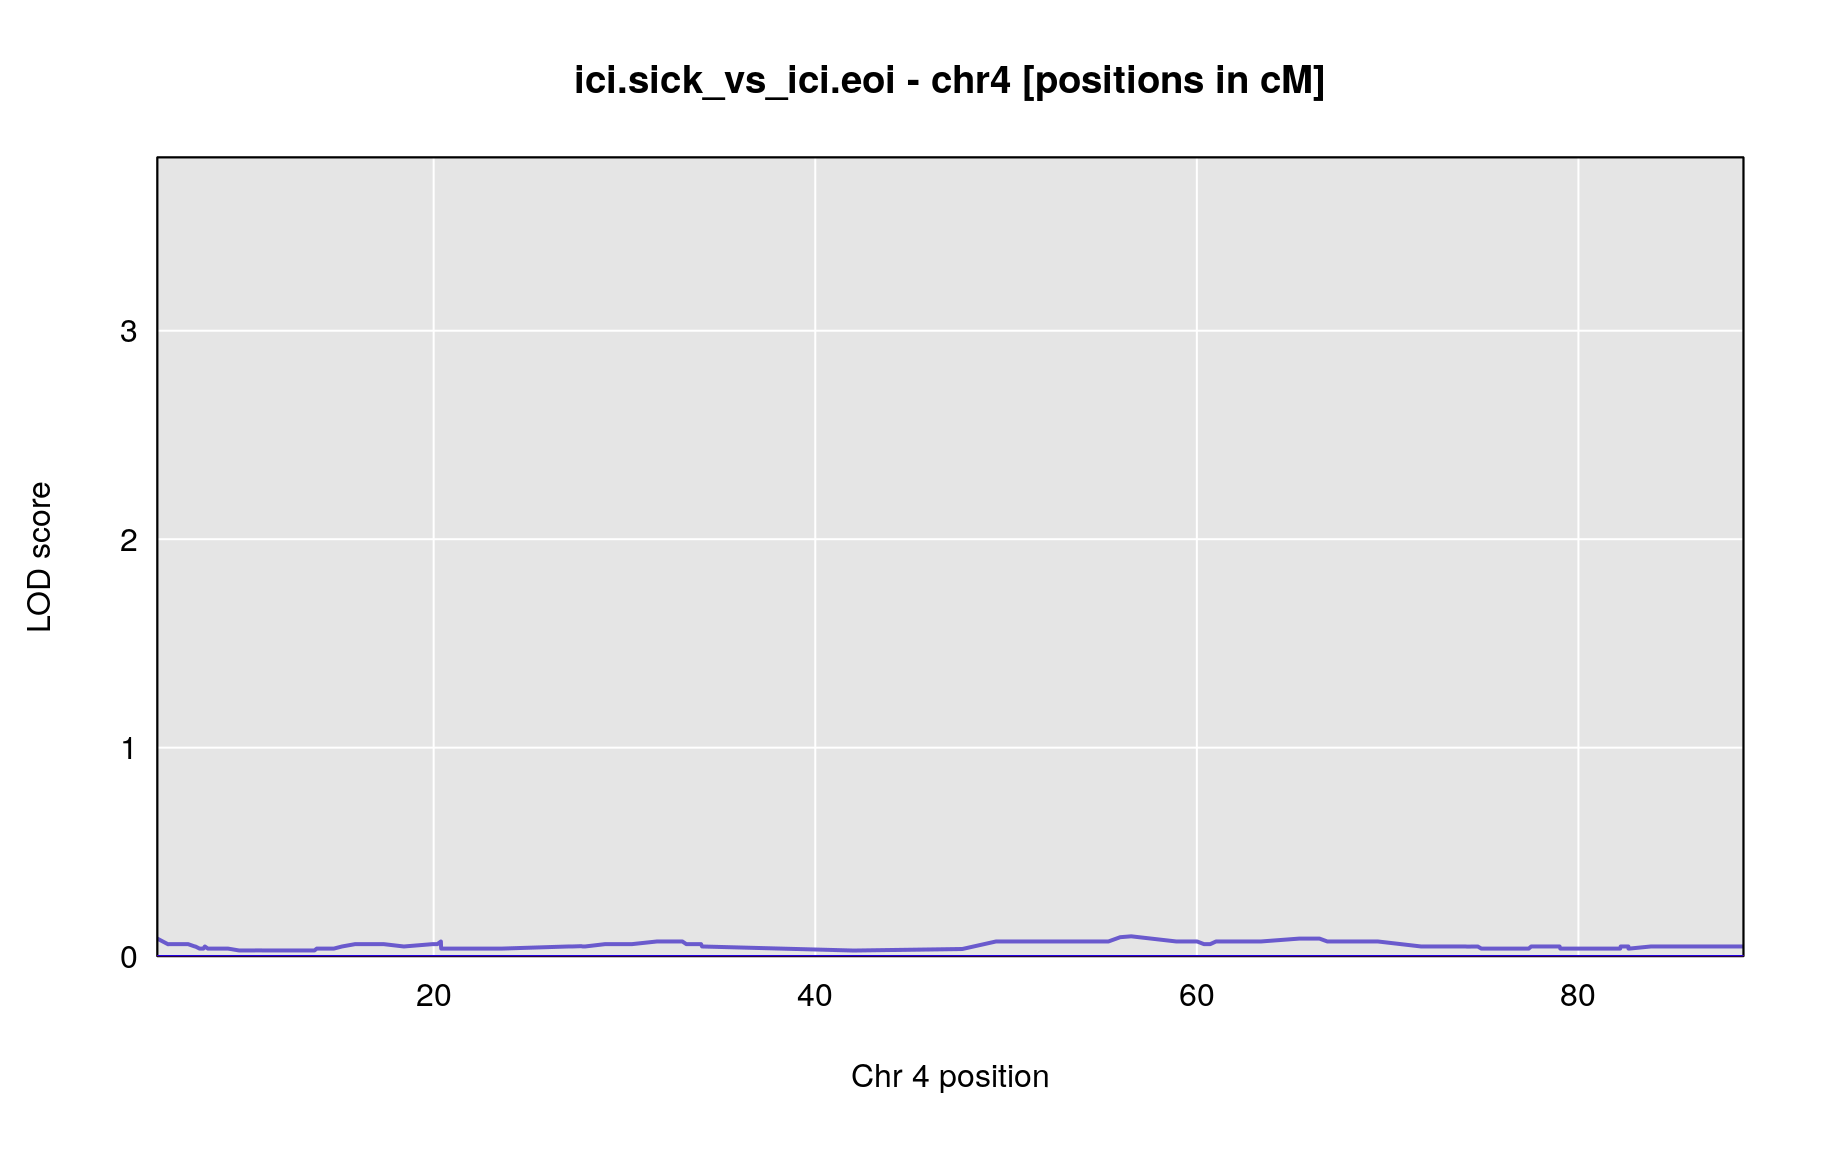 ici.sick_vs_ici.eoi - chr4 [positions in cM]
LOD score
3
2
1
0
20 40 60 80
Chr 4 position